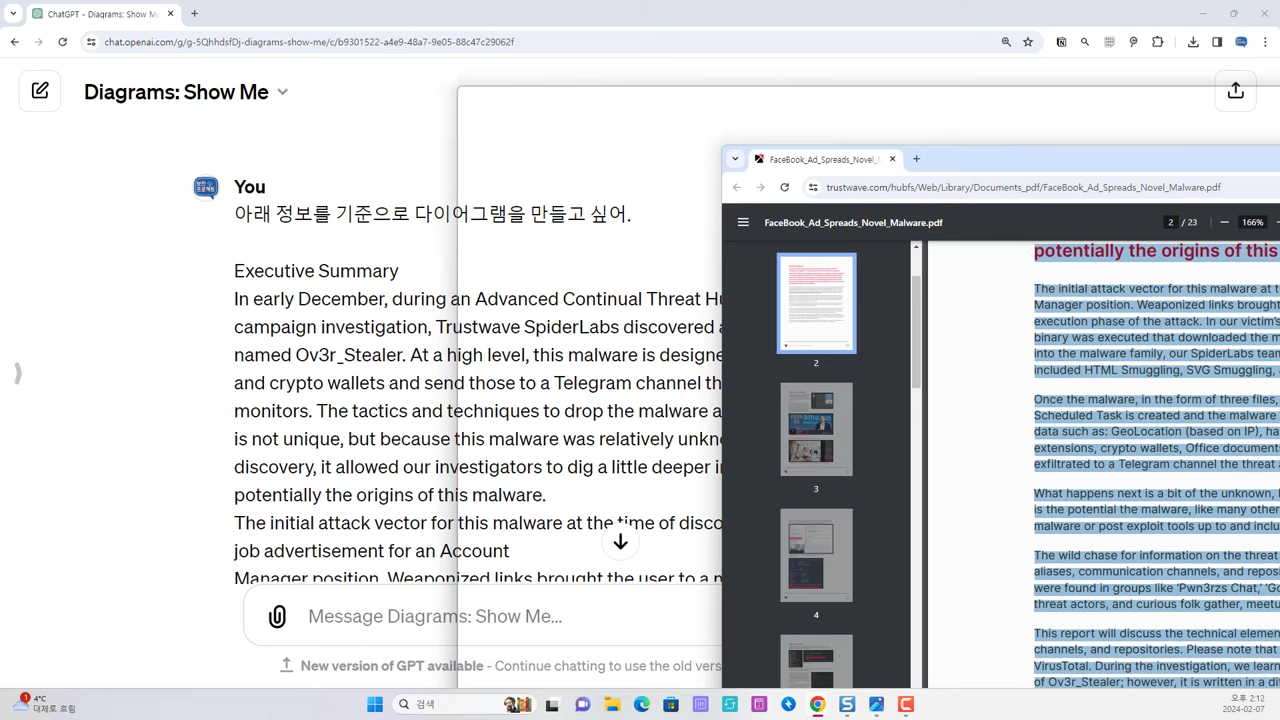 ChatGPT - Diagrams: Show Me
chat.openai.com/g/g-5QhhdsfDj-diagrams-show-me/c/b9301522-a4e9-48a7-9e05-88c47c29062f
Diagrams: Show Me
You
아래 정보를 기준으로 다이어그램을 만들고 싶어.
Executive Summary
In early December, during an Advanced Continual Threat Hu
campaign investigation, Trustwave SpiderLabs discovered a
named Ov3r_Stealer. At a high level, this malware is designe
and crypto wallets and send those to a Telegram channel th
monitors. The tactics and techniques to drop the malware a
is not unique, but because this malware was relatively unkn
discovery, it allowed our investigators to dig a little deeper in
potentially the origins of this malware.
The initial attack vector for this malware at the time of disco
job advertisement for an Account
Manager position. Weaponized links brought the user to a m
Message Diagrams: Show Me...
New version of GPT available - Continue chatting to use the old vers
FaceBook_Ad_Spreads_Novel_
trustwave.com/hubfs/Web/Library/Documents_pdf/FaceBook_Ad_Spreads_Novel_Malware.pdf
FaceBook_Ad_Spreads_Novel_Malware.pdf
2 / 23
166%
2
3
4
potentially the origins of this
The initial attack vector for this malware at t
Manager position. Weaponized links brought
execution phase of the attack. In our victim's
binary was executed that downloaded the m
into the malware family, our SpiderLabs team
included HTML Smuggling, SVG Smuggling,
Once the malware, in the form of three files,
Scheduled Task is created and the malware
data such as: GeoLocation (based on IP), ha
extensions, crypto wallets, Office document
exfiltrated to a Telegram channel the threat a
What happens next is a bit of the unknown,
is the potential the malware, like many other
malware or post exploit tools up to and inclu
The wild chase for information on the threat
aliases, communication channels, and repos
were found in groups like 'Pwn3rzs Chat,' 'Go
threat actors, and curious folk gather, meetu
This report will discuss the technical elemen
channels, and repositories. Please note that
VirusTotal. During the investigation, we learn
of Ov3r_Stealer; however, it is written in a di
1
4°C
대체로 흐림
검색
오후 2:12
2024-02-07